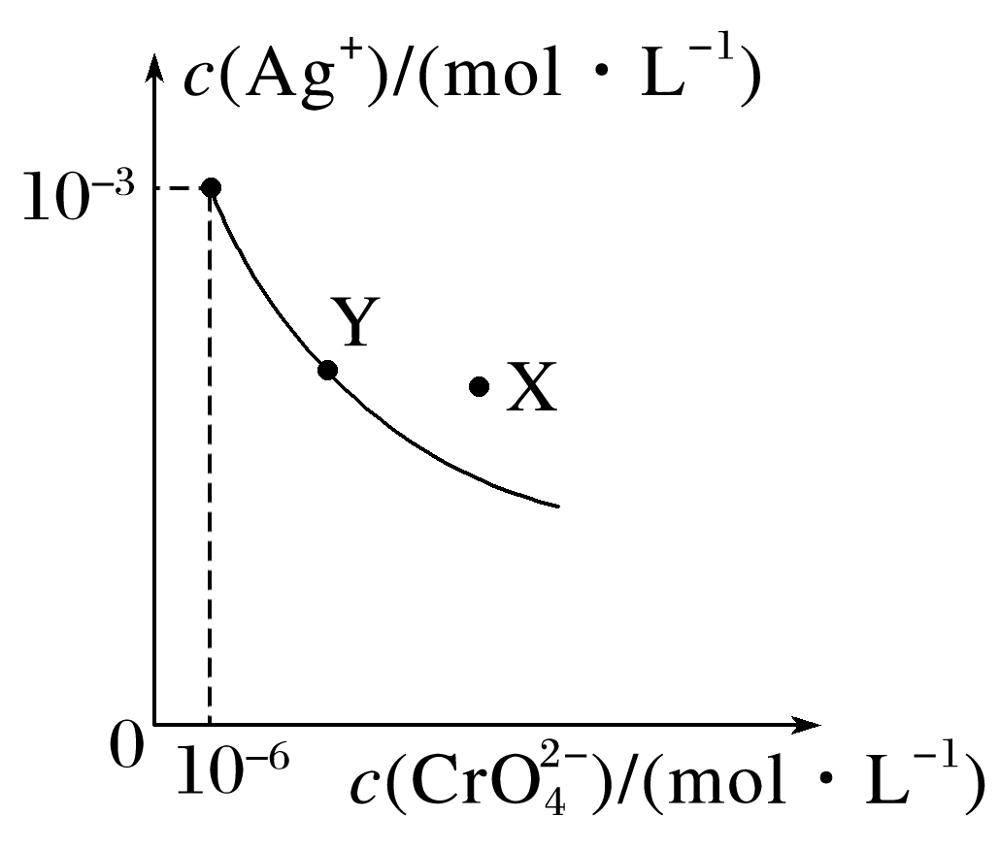 c(Ag⁺)/(mol・L⁻¹)
10⁻³
Y
X
0
10⁻⁶
c(CrO₄²⁻)/(mol・L⁻¹)